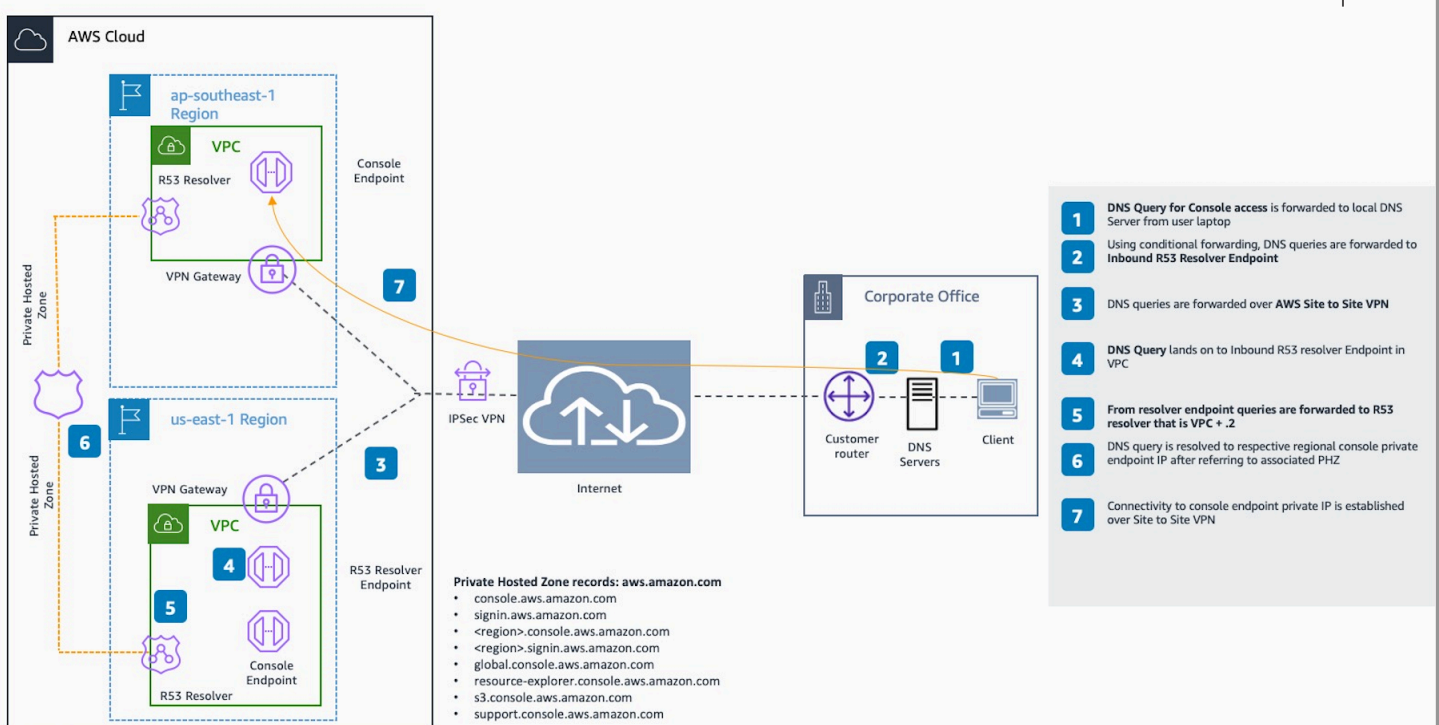 AWS Cloud
ap-southeast-1
Region
VPC
R53 Resolver
Console
Endpoint
VPN Gateway
7
Private Hosted
Zone
us-east-1 Region
6
Private Hosted
Zone
VPN Gateway
3
VPC
4
R53 Resolver
Endpoint
5
Console
Endpoint
R53 Resolver
IPSec VPN
Internet
Corporate Office
2
1
Customer
router
DNS
Servers
Client
1
DNS Query for Console access is forwarded to local DNS
Server from user laptop
2
Using conditional forwarding, DNS queries are forwarded to
Inbound R53 Resolver Endpoint
3
DNS queries are forwarded over AWS Site to Site VPN
4
DNS Query lands on to Inbound R53 resolver Endpoint in
VPC
5
From resolver endpoint queries are forwarded to R53
resolver that is VPC + .2
6
DNS query is resolved to respective regional console private
endpoint IP after referring to associated PHZ
7
Connectivity to console endpoint private IP is established
over Site to Site VPN
Private Hosted Zone records: aws.amazon.com
• console.aws.amazon.com
• signin.aws.amazon.com
• <region>.console.aws.amazon.com
• <region>.signin.aws.amazon.com
• global.console.aws.amazon.com
• resource-explorer.console.aws.amazon.com
• s3.console.aws.amazon.com
• support.console.aws.amazon.com